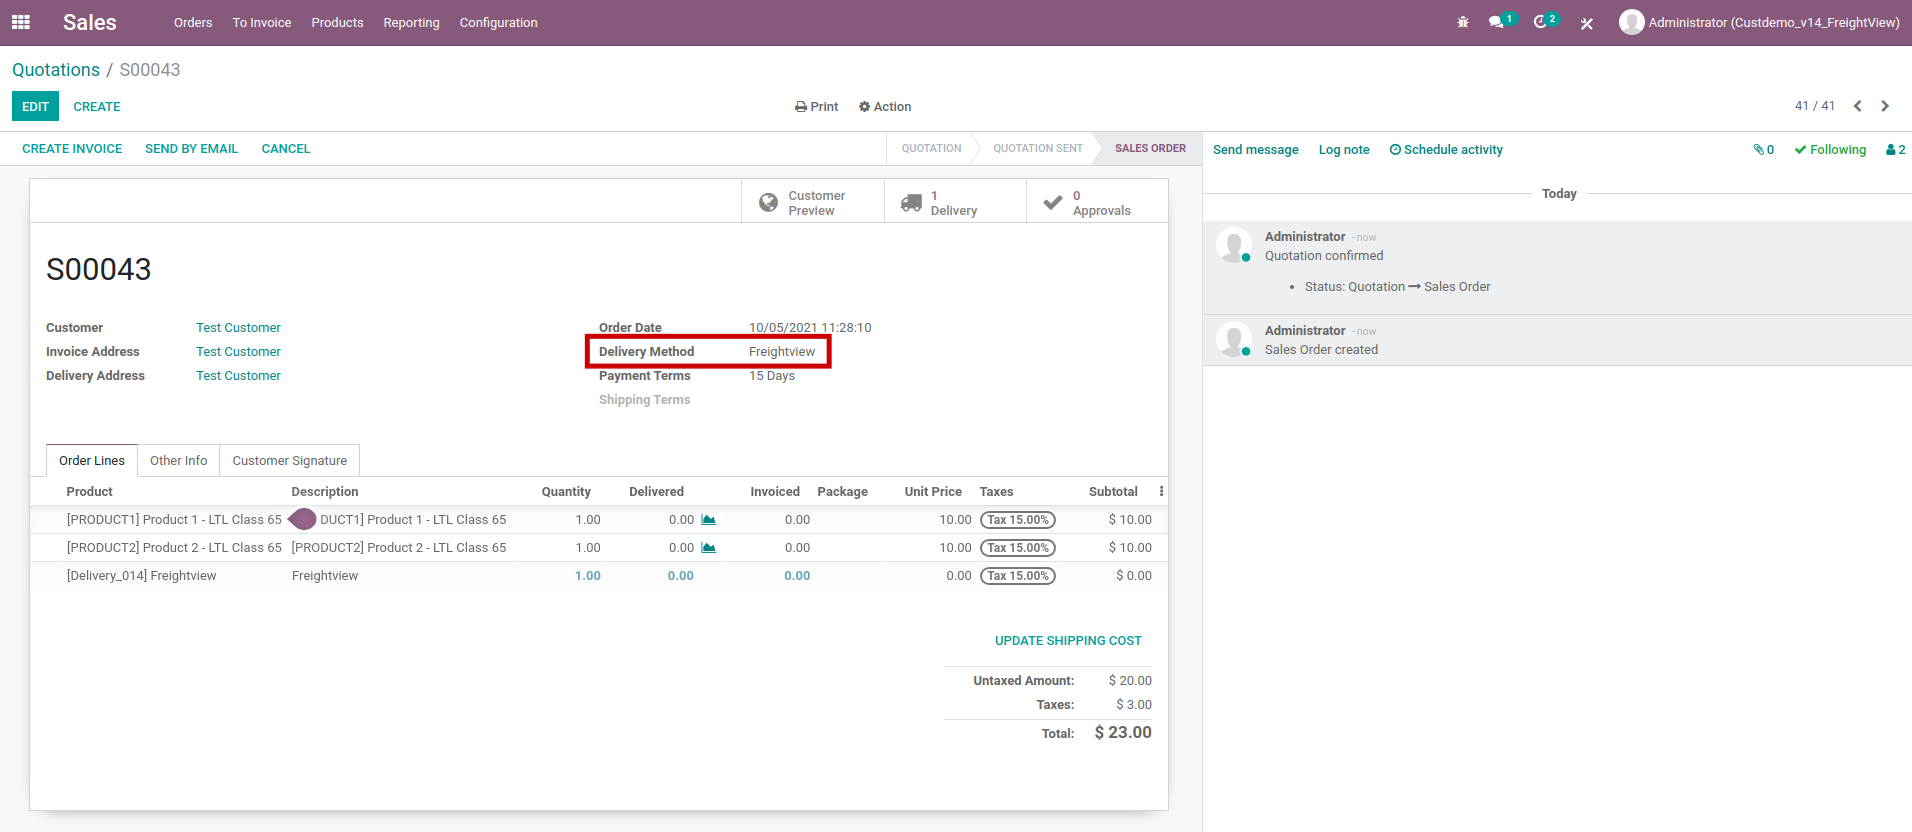 Sales Orders To Invoice Products Reporting Configuration 1 2 Administrator (Custdemo_v14_FreightView)
Quotations / S00043
EDIT CREATE Print Action 41 / 41
CREATE INVOICE SEND BY EMAIL CANCEL QUOTATION QUOTATION SENT SALES ORDER
Customer Preview
1 Delivery
0 Approvals
S00043
Customer Test Customer
Invoice Address Test Customer
Delivery Address Test Customer
Order Date 10/05/2021 11:28:10
Delivery Method Freightview
Payment Terms 15 Days
Shipping Terms
Order Lines Other Info Customer Signature
Product Description Quantity Delivered Invoiced Package Unit Price Taxes Subtotal
[PRODUCT1] Product 1 - LTL Class 65 DUCT1] Product 1 - LTL Class 65 1.00 0.00 0.00 10.00 Tax 15.00% $ 10.00
[PRODUCT2] Product 2 - LTL Class 65 [PRODUCT2] Product 2 - LTL Class 65 1.00 0.00 0.00 10.00 Tax 15.00% $ 10.00
[Delivery_014] Freightview Freightview 1.00 0.00 0.00 0.00 Tax 15.00% $ 0.00
UPDATE SHIPPING COST
Untaxed Amount: $ 20.00
Taxes: $ 3.00
Total: $ 23.00
Send message Log note Schedule activity 0 Following 2
Today
Administrator - now
Quotation confirmed
• Status: Quotation → Sales Order
Administrator - now
Sales Order created